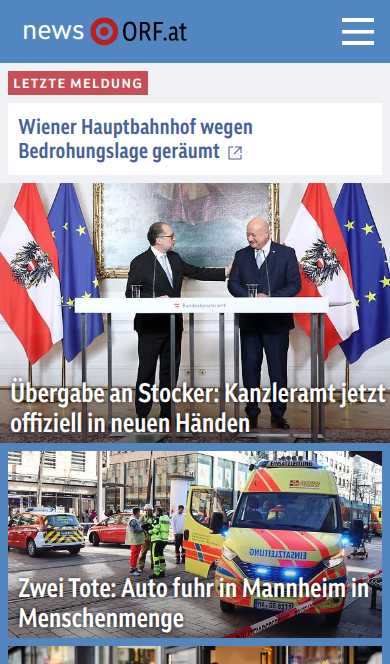 news ORF.at
LETZTE MELDUNG
Wiener Hauptbahnhof wegen
Bedrohungslage geräumt
Bundeskanzleramt
Übergabe an Stocker: Kanzleramt jetzt
offiziell in neuen Händen
EINSATZLEITUNG
EINSATZLEITUNG
Zwei Tote: Auto fuhr in Mannheim in
Menschenmenge